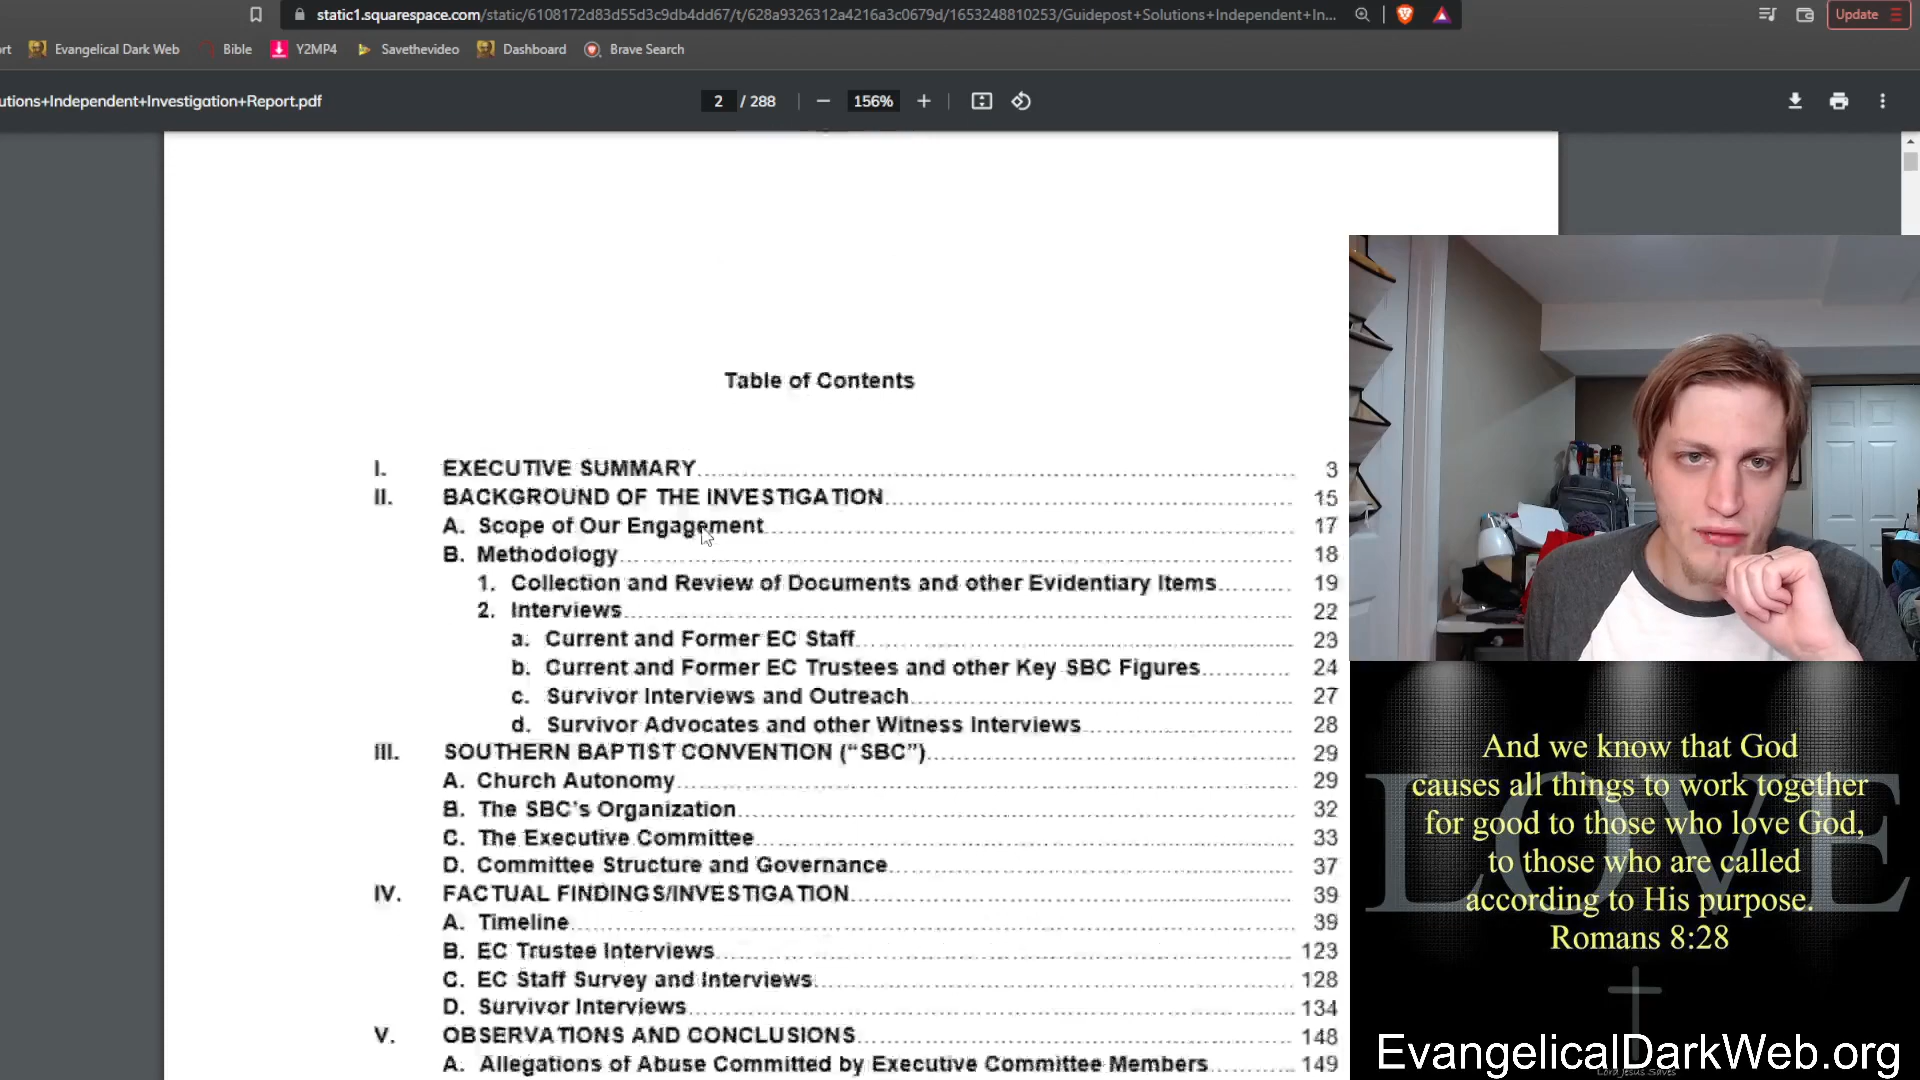 static1.squarespace.com/static/6108172d83d55d3c9db4dd67/t/628a9326312a4216a3c0679d/1653248810253/Guidepost+Solutions+Independent+In...
Update
rt
Evangelical Dark Web
Bible
Y2MP4
Savethevideo
Dashboard
Brave Search
utions+Independent+Investigation+Report.pdf
2 / 288
156%
Table of Contents
I. EXECUTIVE SUMMARY 3
II. BACKGROUND OF THE INVESTIGATION 15
A. Scope of Our Engagement 17
B. Methodology 18
1. Collection and Review of Documents and other Evidentiary Items 19
2. Interviews 22
a. Current and Former EC Staff 23
b. Current and Former EC Trustees and other Key SBC Figures 24
c. Survivor Interviews and Outreach 27
d. Survivor Advocates and other Witness Interviews 28
III. SOUTHERN BAPTIST CONVENTION (“SBC”) 29
A. Church Autonomy 29
B. The SBC's Organization 32
C. The Executive Committee 33
D. Committee Structure and Governance 37
IV. FACTUAL FINDINGS/INVESTIGATION 39
A. Timeline 39
B. EC Trustee Interviews 123
C. EC Staff Survey and Interviews 128
D. Survivor Interviews 134
V. OBSERVATIONS AND CONCLUSIONS 148
A. Allegations of Abuse Committed by Executive Committee Members 149
LOVE
And we know that God
causes all things to work together
for good to those who love God,
to those who are called
according to His purpose.
Romans 8:28
EvangelicalDarkWeb.org
Lord Jesus Saves